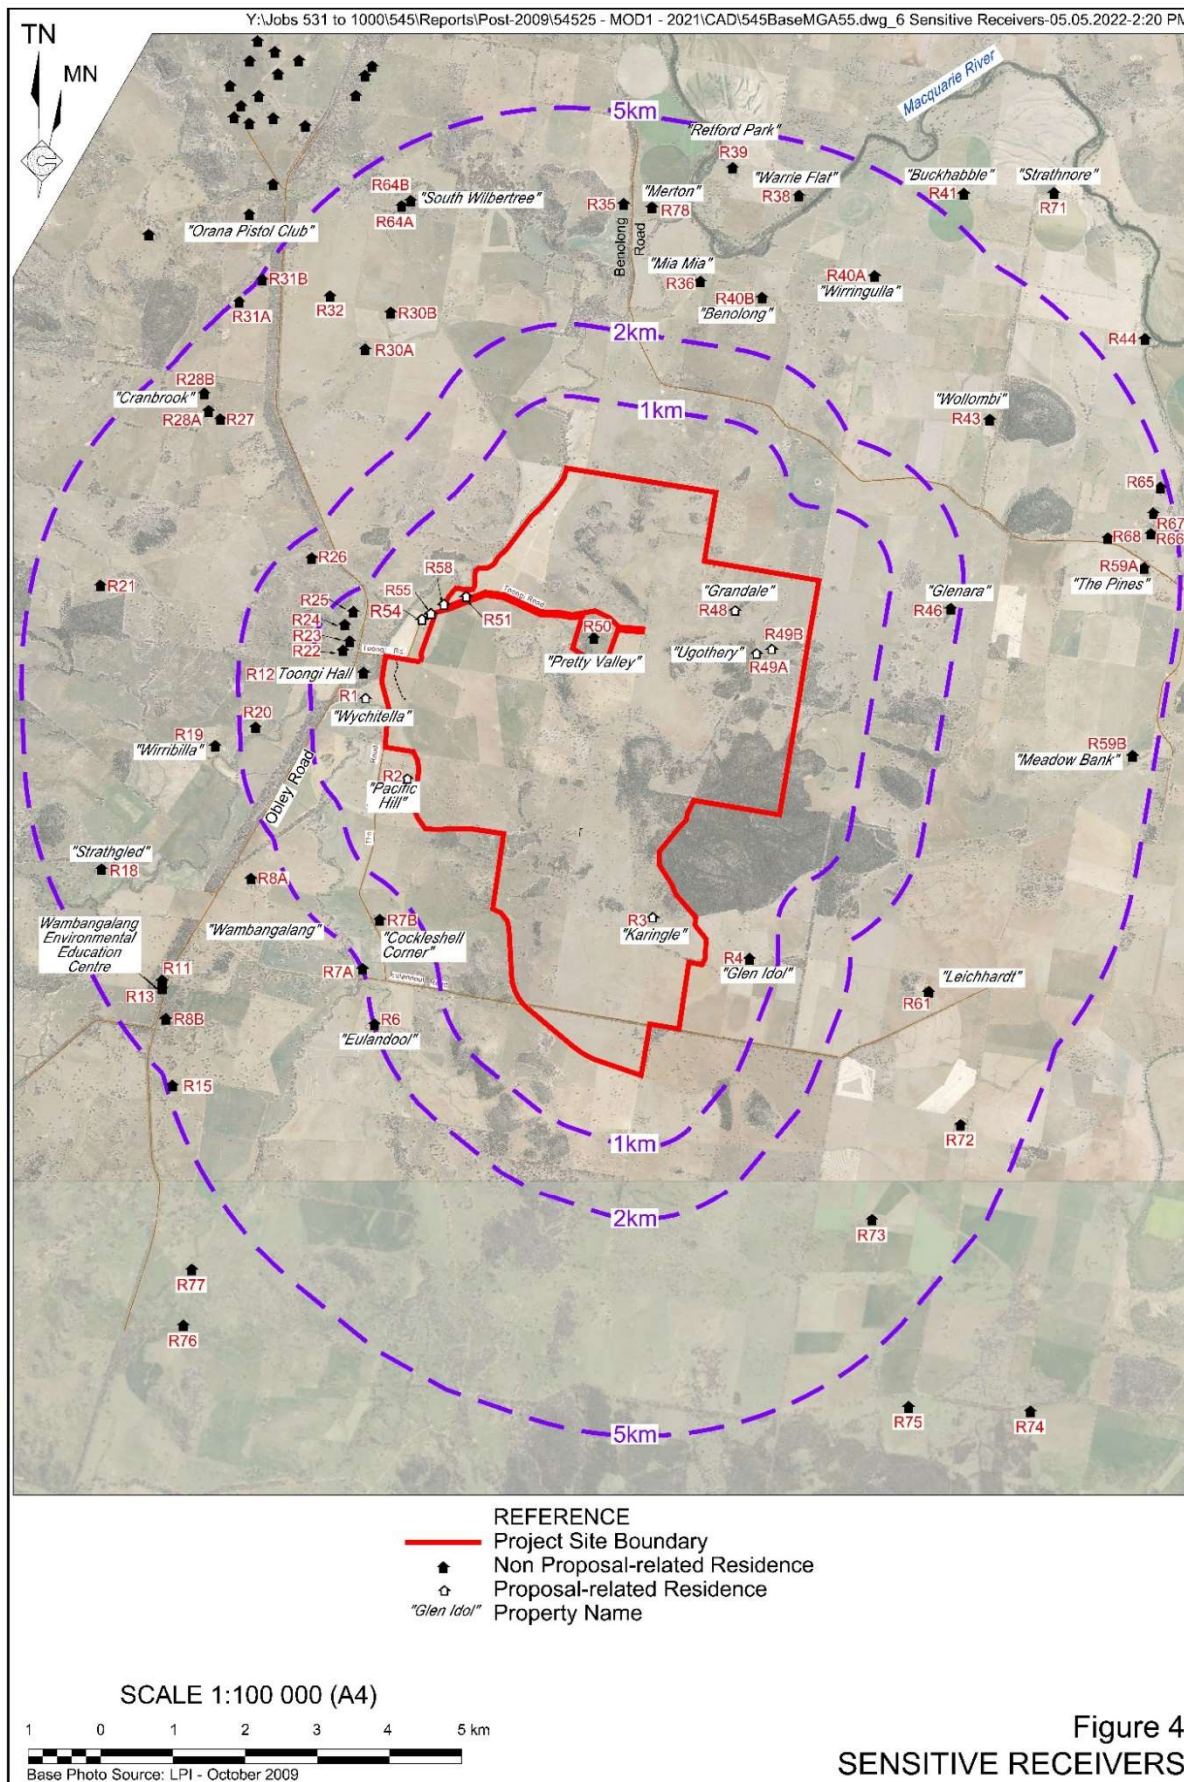 Y:\Jobs 531 to 1000\545\Reports\Post-2009\54525 - MOD1 - 2021\CAD\545BaseMGA55.dwg_6 Sensitive Receivers-05.05.2022-2:20 PM
TN
MN
Macquarie River
5km
"Retford Park"
R39
"Warrie Flat"
R38
"Buckhabble"
R41
"Strathnore"
R71
R64B
"South Wilbertree"
R64A
R35
"Merton"
R78
Benolong
Road
"Orana Pistol Club"
"Mia Mia"
R36
R40B
"Benolong"
R40A
"Wirringulla"
R31B
R31A
R32
R30B
R30A
2km
R44
R28B
"Cranbrook"
R28A
R27
1km
"Wollombi"
R43
R65
R67
R66
R68
R59A
"The Pines"
R26
R21
R58
R55
R54
R51
Toongi Road
R25
R24
R23
R22
Toongi Rd
R50
"Pretty Valley"
"Grandale"
R48
R49B
"Ugothery"
R49A
"Glenara"
R46
R12
Toongi Hall
R1
"Wychitella"
R20
R19
"Wirribilla"
Obley Road
Road
R2
"Pacific
Hill"
R59B
"Meadow Bank"
"Strathgled"
R18
R8A
"Wambangalang"
Wambangalang
Environmental
Education
Centre
R11
R13
R8B
R15
R7B
"Cockleshell
Corner"
R7A
R6
"Eulandool"
R3
"Karingle"
R4
"Glen Idol"
"Leichhardt"
R61
1km
R72
2km
R73
R77
R76
5km
R75
R74
REFERENCE
Project Site Boundary
Non Proposal-related Residence
Proposal-related Residence
"Glen Idol" Property Name
SCALE 1:100 000 (A4)
1 0 1 2 3 4 5 km
Base Photo Source: LPI - October 2009
Figure 4
SENSITIVE RECEIVERS